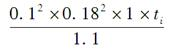 0.1² × 0.18² × 1 × tᵢ
1.1